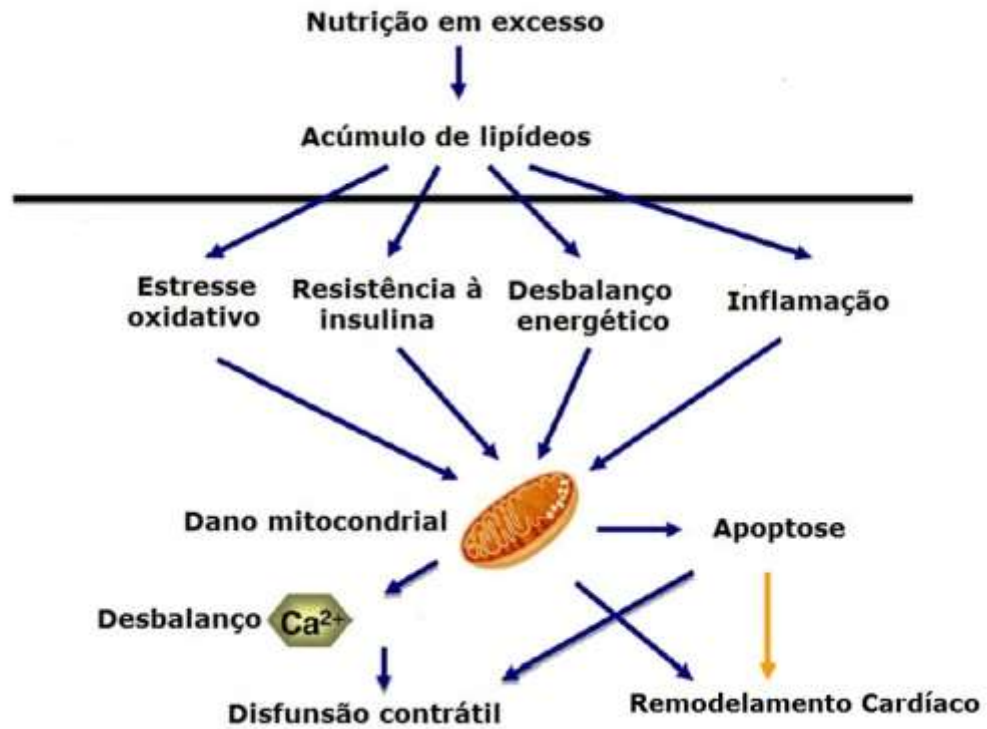 Nutrição em excesso
Acúmulo de lipídeos
Estresse
oxidativo
Resistência à
insulina
Desbalanço
energético
Inflamação
Dano mitocondrial
Apoptose
Desbalanço Ca²⁺
Disfunsão contrátil
Remodelamento Cardíaco